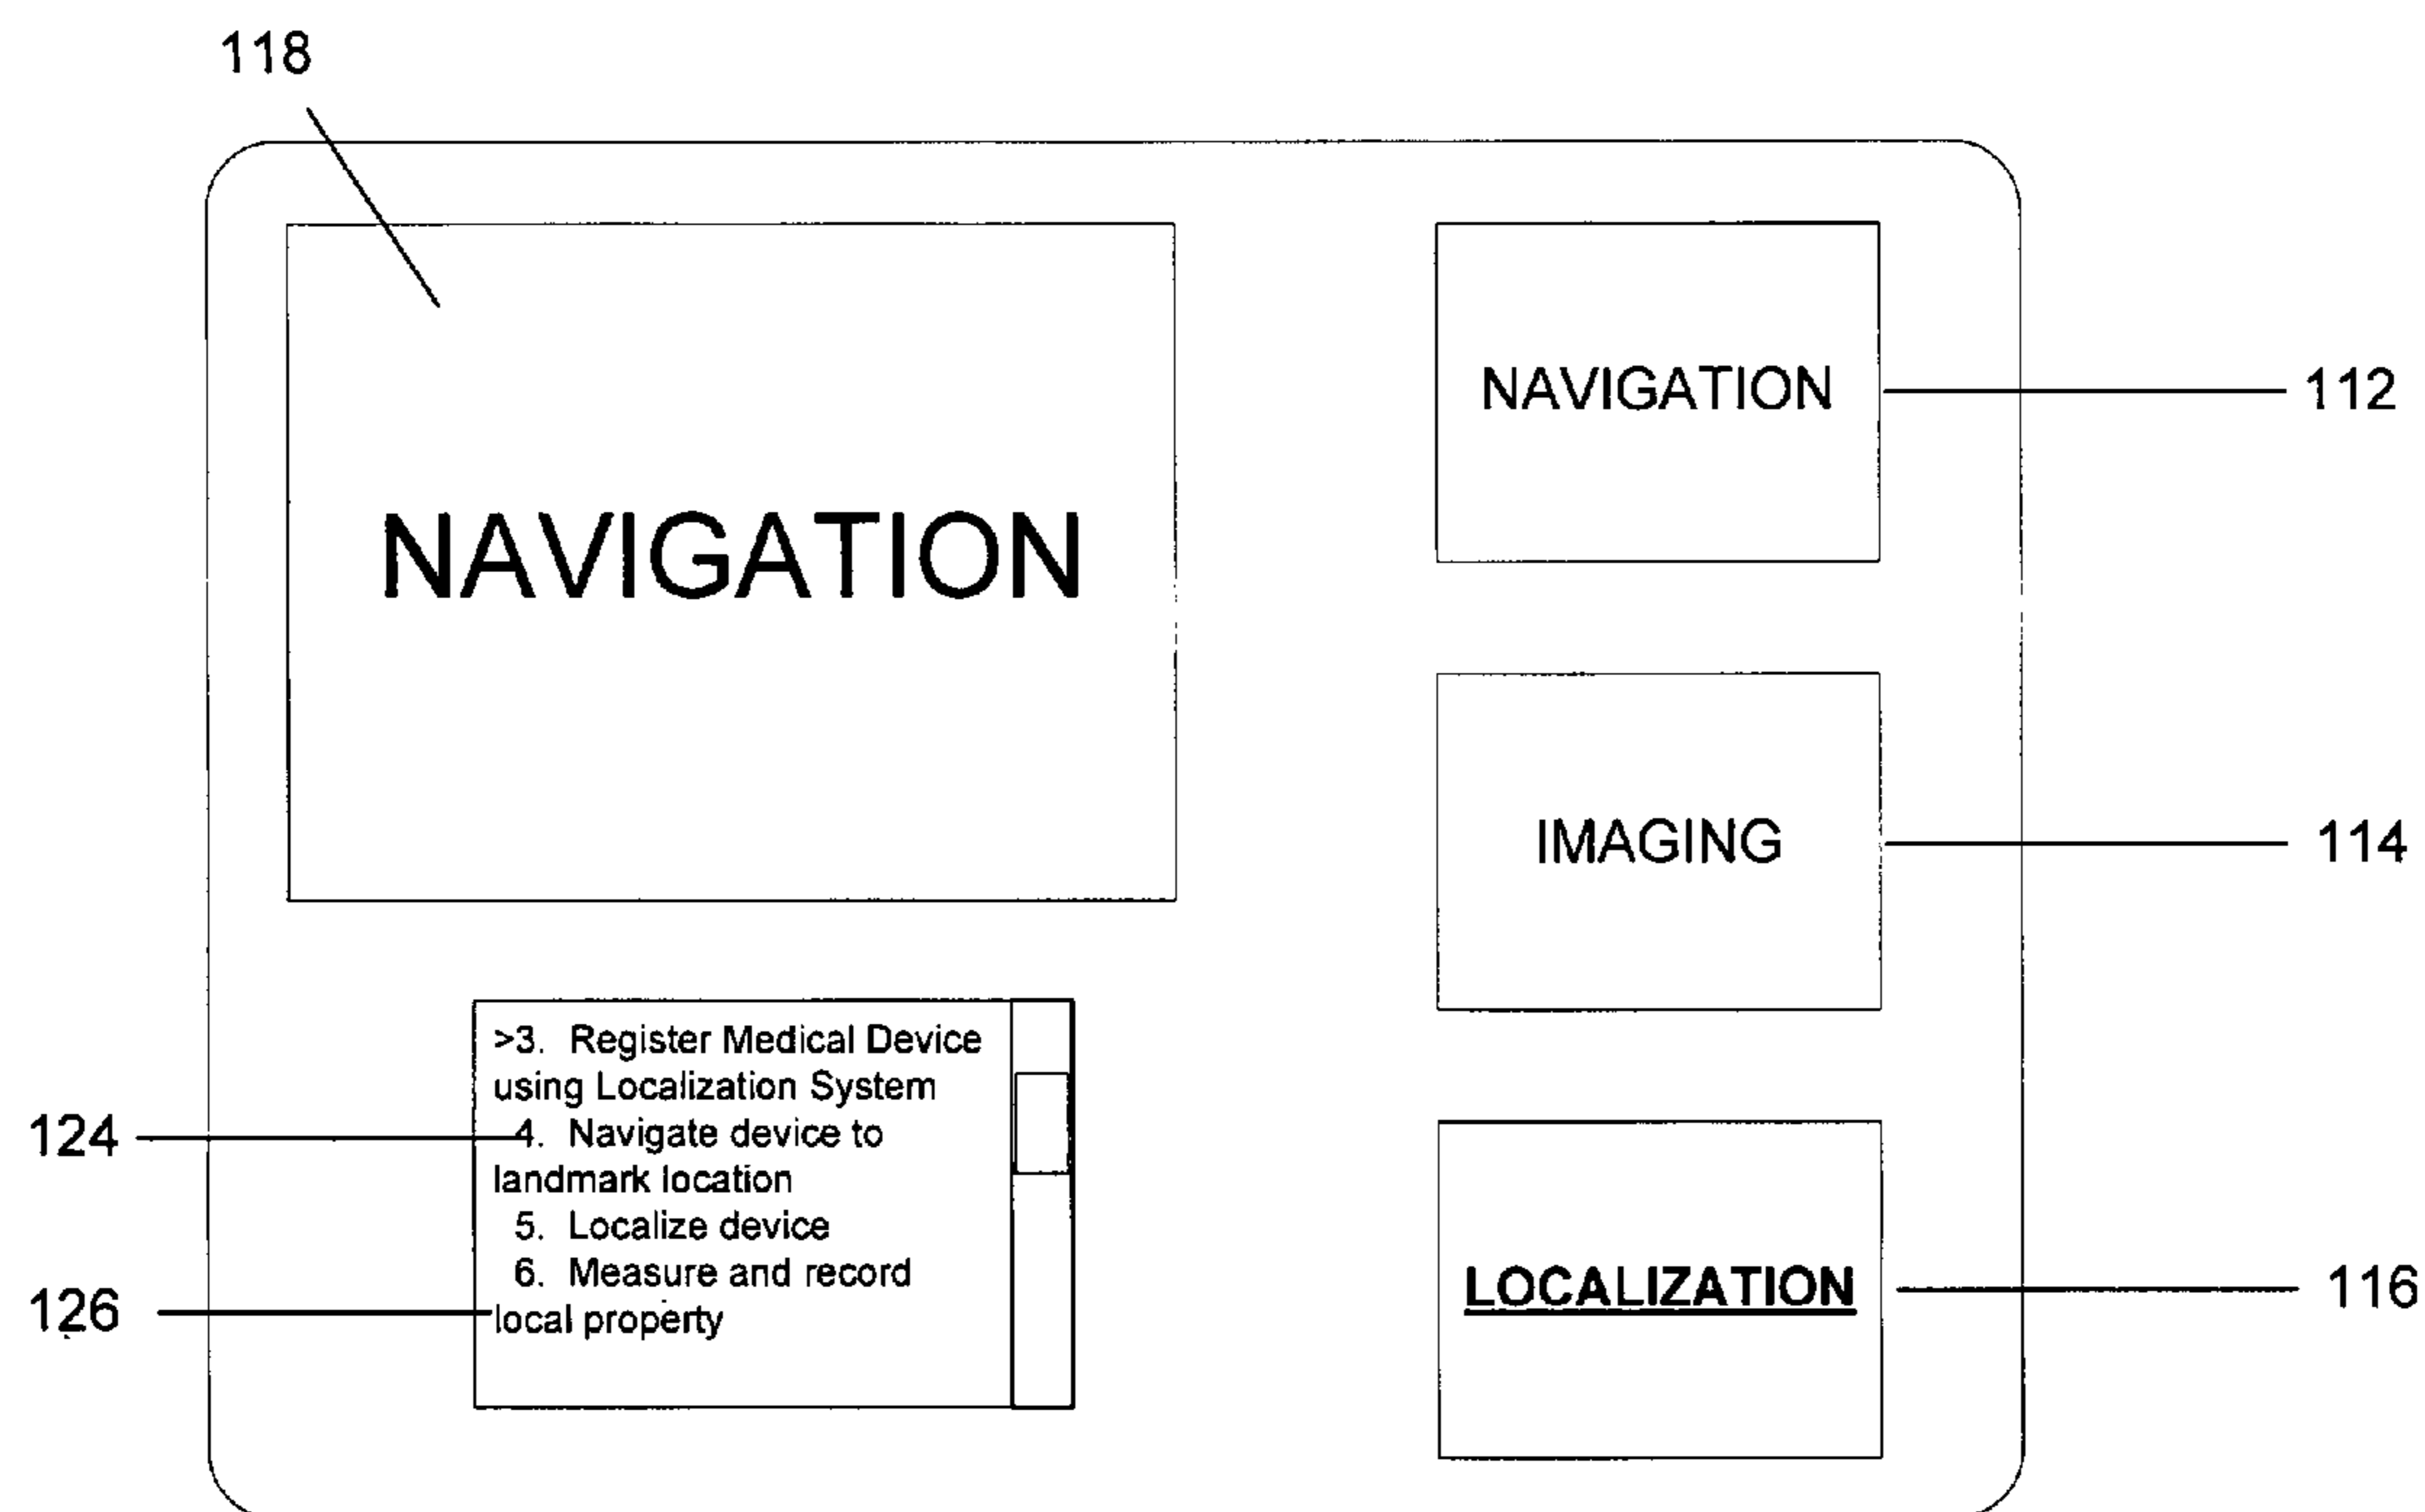 118
NAVIGATION
NAVIGATION
112
IMAGING
114
>3. Register Medical Device
using Localization System
124
4. Navigate device to
landmark location
5. Localize device
6. Measure and record
126
local property
LOCALIZATION
116